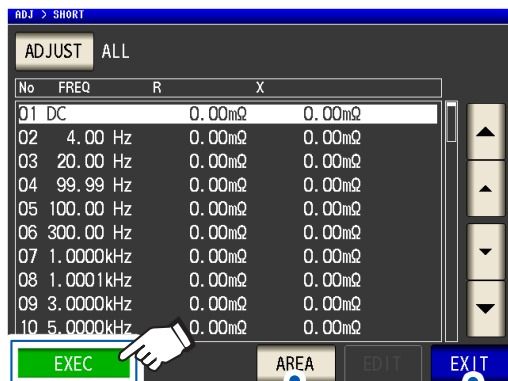 ADJ > SHORT
ADJUST ALL
No FREQ R X
01 DC 0.00mΩ 0.00mΩ
02 4.00 Hz 0.00mΩ 0.00mΩ
03 20.00 Hz 0.00mΩ 0.00mΩ
04 99.99 Hz 0.00mΩ 0.00mΩ
05 100.00 Hz 0.00mΩ 0.00mΩ
06 300.00 Hz 0.00mΩ 0.00mΩ
07 1.0000kHz 0.00mΩ 0.00mΩ
08 1.0001kHz 0.00mΩ 0.00mΩ
09 3.0000kHz 0.00mΩ 0.00mΩ
10 5.0000kHz 0.00mΩ 0.00mΩ
EXEC AREA EDIT EXIT